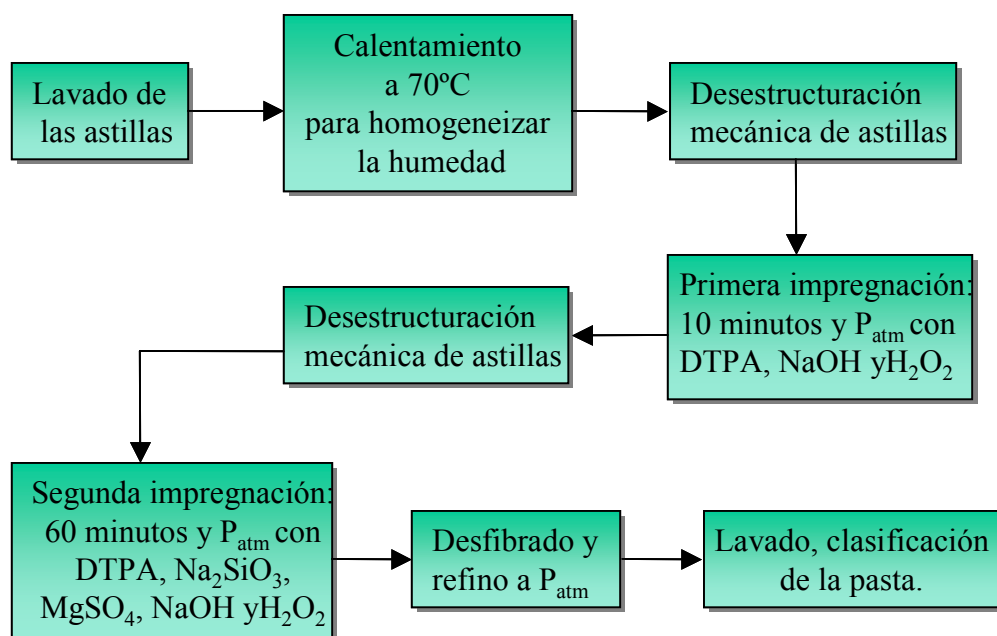 Lavado de
las astillas
Calentamiento
a 70ºC
para homogeneizar
la humedad
Desestructuración
mecánica de astillas
Primera impregnación:
10 minutos y Patm con
DTPA, NaOH yH2O2
Desestructuración
mecánica de astillas
Segunda impregnación:
60 minutos y Patm con
DTPA, Na2SiO3,
MgSO4, NaOH yH2O2
Desfibrado y
refino a Patm
Lavado, clasificación
de la pasta.